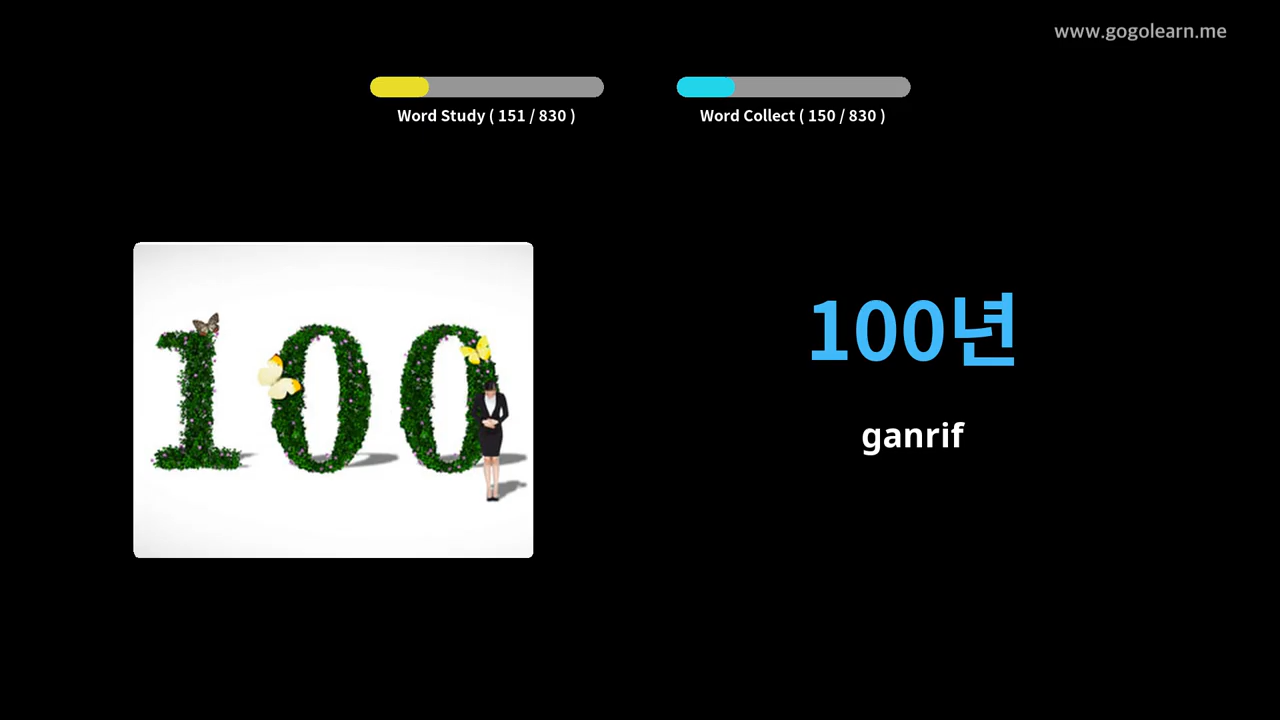 www.gogolearn.me
Word Study ( 151 / 830 )
Word Collect ( 150 / 830 )
100
100년
ganrif